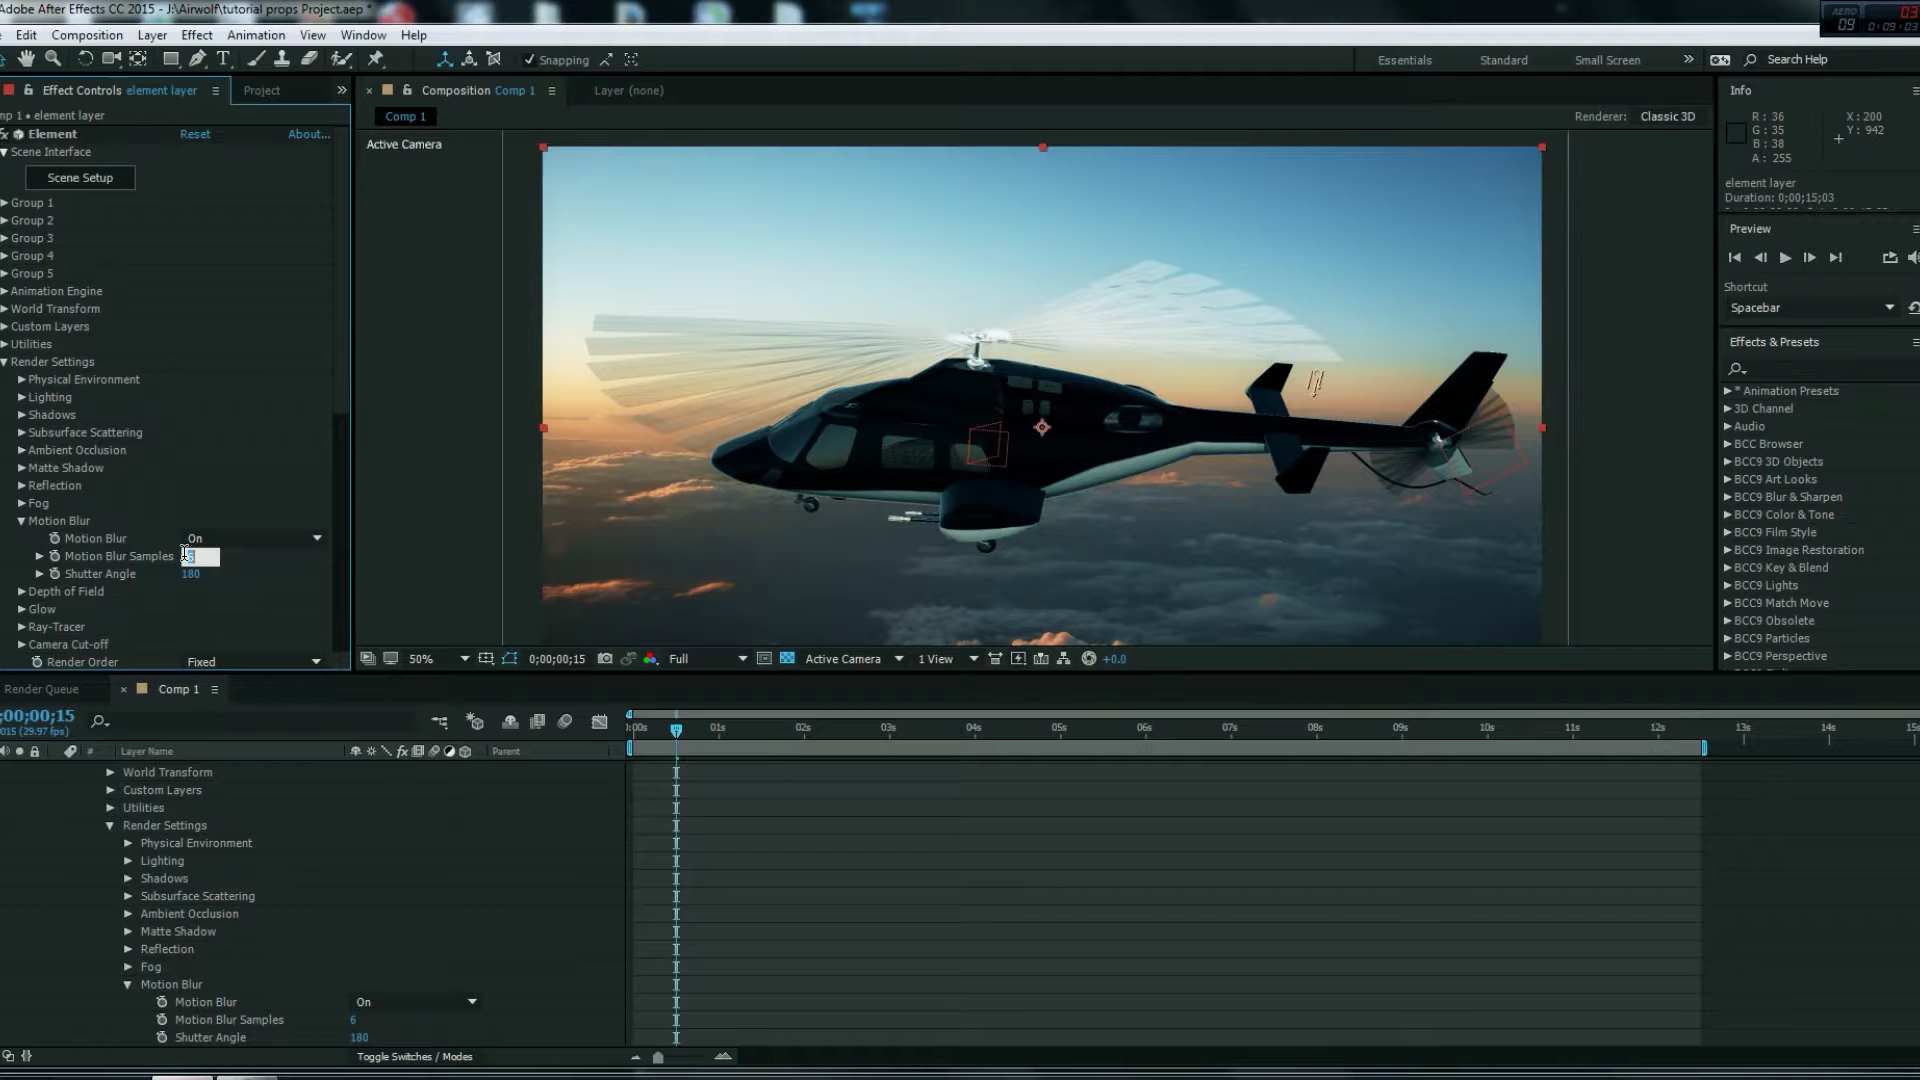 Adobe After Effects CC 2015 - J:\Airwolf\tutorial props Project.aep *
Edit Composition Layer Effect Animation View Window Help
Snapping
Essentials Standard Small Screen Search Help
Effect Controls element layer
Project
Composition Comp 1
Layer (none)
Info
mp 1 • element layer
Comp 1
Renderer: Classic 3D
R: 36 X: 200
G: 35 Y: 942
B: 38
A: 255
Element Reset About...
Active Camera
Scene Interface
Scene Setup
element layer
Duration: 0;00;15;03
Group 1
Group 2
Group 3
Group 4
Group 5
Animation Engine
World Transform
Custom Layers
Utilities
Render Settings
Physical Environment
Lighting
Shadows
Subsurface Scattering
Ambient Occlusion
Matte Shadow
Reflection
Fog
Motion Blur
Motion Blur On
Motion Blur Samples
Shutter Angle 180
Depth of Field
Glow
Ray-Tracer
Camera Cut-off
Render Order Fixed
Preview
Shortcut
Spacebar
Effects & Presets
* Animation Presets
3D Channel
Audio
BCC Browser
BCC9 3D Objects
BCC9 Art Looks
BCC9 Blur & Sharpen
BCC9 Color & Tone
BCC9 Film Style
BCC9 Image Restoration
BCC9 Key & Blend
BCC9 Lights
BCC9 Match Move
BCC9 Obsolete
BCC9 Particles
BCC9 Perspective
50% 0;00;00;15 Full Active Camera 1 View +0.0
Render Queue Comp 1
;00;00;15
015 (29.97 fps)
:00s 01s 02s 03s 04s 05s 06s 07s 08s 09s 10s 11s 12s 13s 14s 15s
# Layer Name Parent
World Transform
Custom Layers
Utilities
Render Settings
Physical Environment
Lighting
Shadows
Subsurface Scattering
Ambient Occlusion
Matte Shadow
Reflection
Fog
Motion Blur
Motion Blur On
Motion Blur Samples 6
Shutter Angle 180
Toggle Switches / Modes